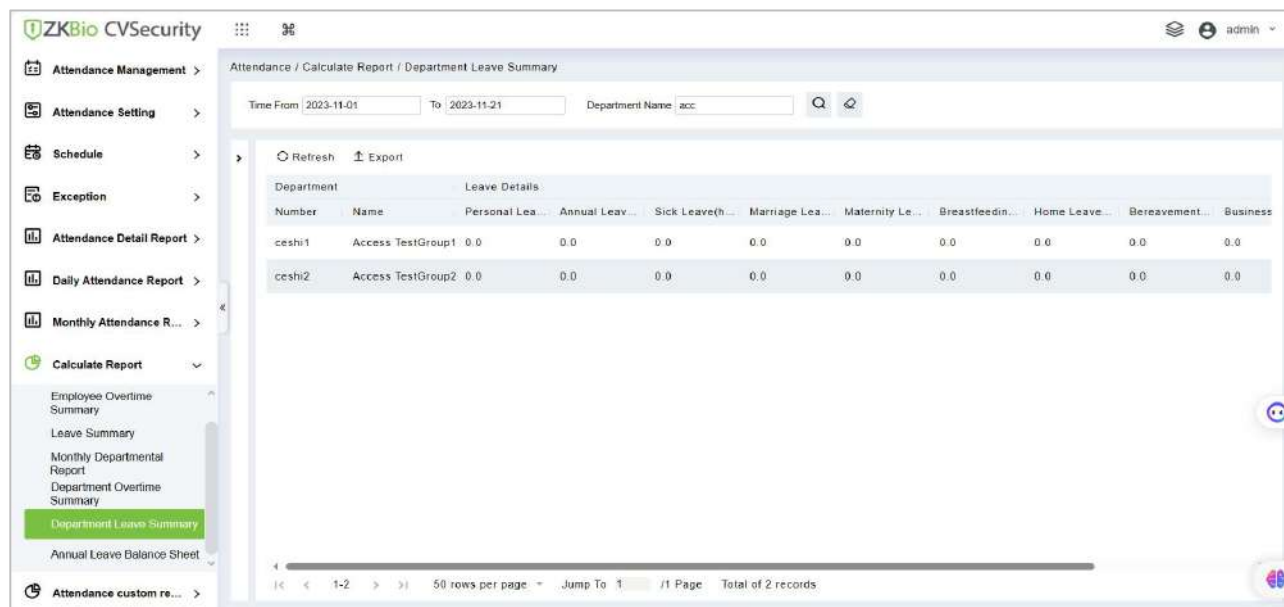 ZKBio CVSecurity
admin
Attendance Management
Attendance / Calculate Report / Department Leave Summary
Time From 2023-11-01 To 2023-11-21 Department Name acc
Attendance Setting
Schedule
Refresh Export
Department Leave Details
Exception
Number Name Personal Lea... Annual Leav... Sick Leave(h... Marriage Lea... Maternity Le... Breastfeedin... Home Leave... Bereavement... Business
Attendance Detail Report
ceshi1 Access TestGroup1 0.0 0.0 0.0 0.0 0.0 0.0 0.0 0.0 0.0
Daily Attendance Report
ceshi2 Access TestGroup2 0.0 0.0 0.0 0.0 0.0 0.0 0.0 0.0 0.0
Monthly Attendance R...
Calculate Report
Employee Overtime
Summary
Leave Summary
Monthly Departmental
Report
Department Overtime
Summary
Department Leave Summary
Annual Leave Balance Sheet
Attendance custom re...
1-2 50 rows per page Jump To 1 /1 Page Total of 2 records